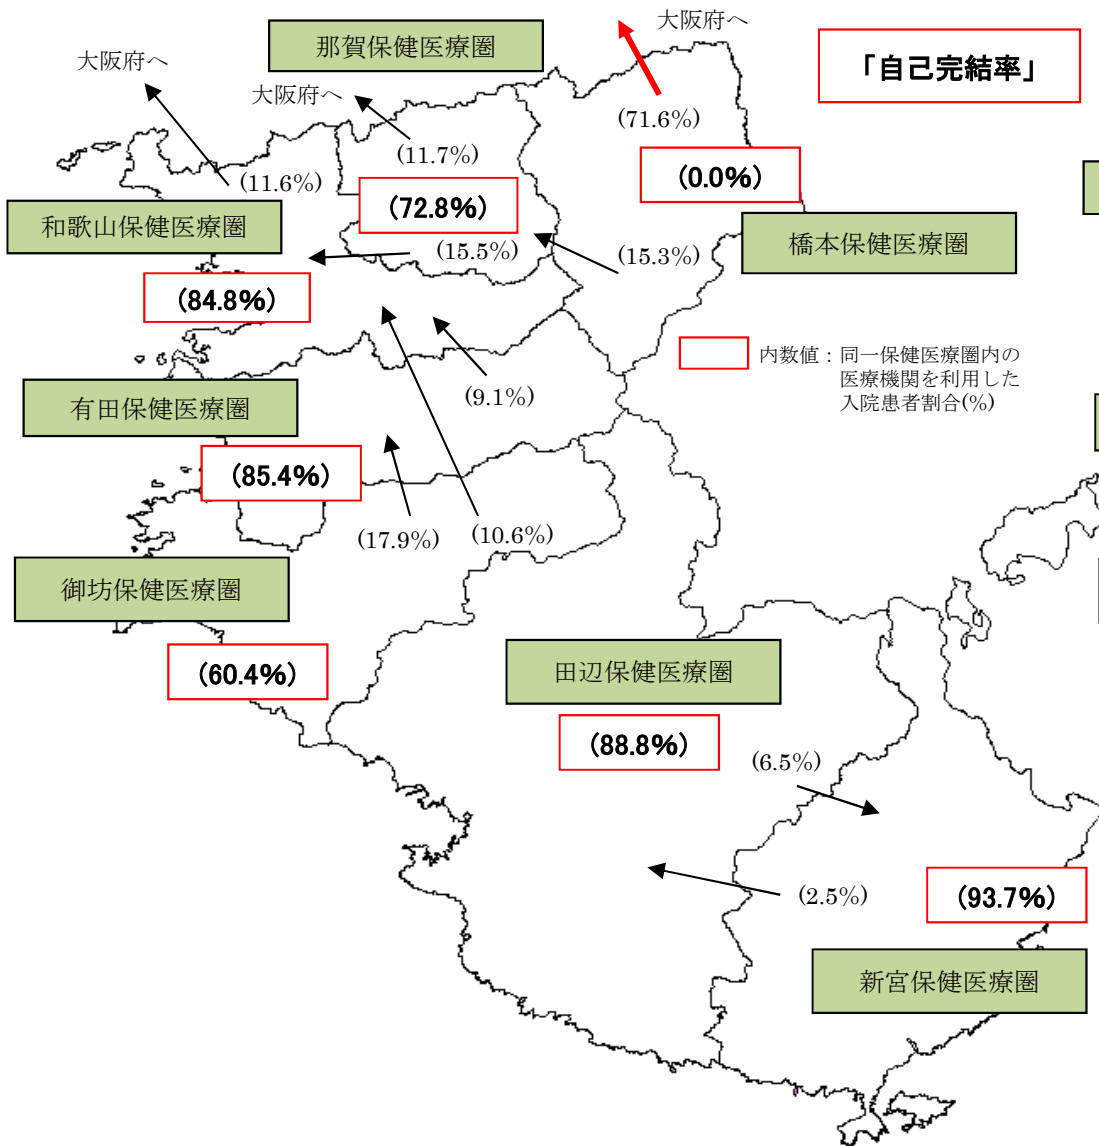 大阪府へ
那賀保健医療圏
「自己完結率」
大阪府へ
大阪府へ
(71.6%)
(11.7%)
(0.0%)
(11.6%)
(72.8%)
和歌山保健医療圏
橋本保健医療圏
(15.5%)
(15.3%)
(84.8%)
内数値：同一保健医療圏内の
医療機関を利用した
入院患者割合(%)
(9.1%)
有田保健医療圏
(85.4%)
(17.9%)
(10.6%)
御坊保健医療圏
(60.4%)
田辺保健医療圏
(88.8%)
(6.5%)
(2.5%)
(93.7%)
新宮保健医療圏